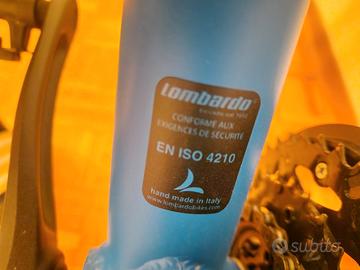 Lombardo
CONFORME AUX
EXIGENCES DE SÉCURITÉ
EN ISO 4210
hand made in Italy
www.lombardobikes.com
subito